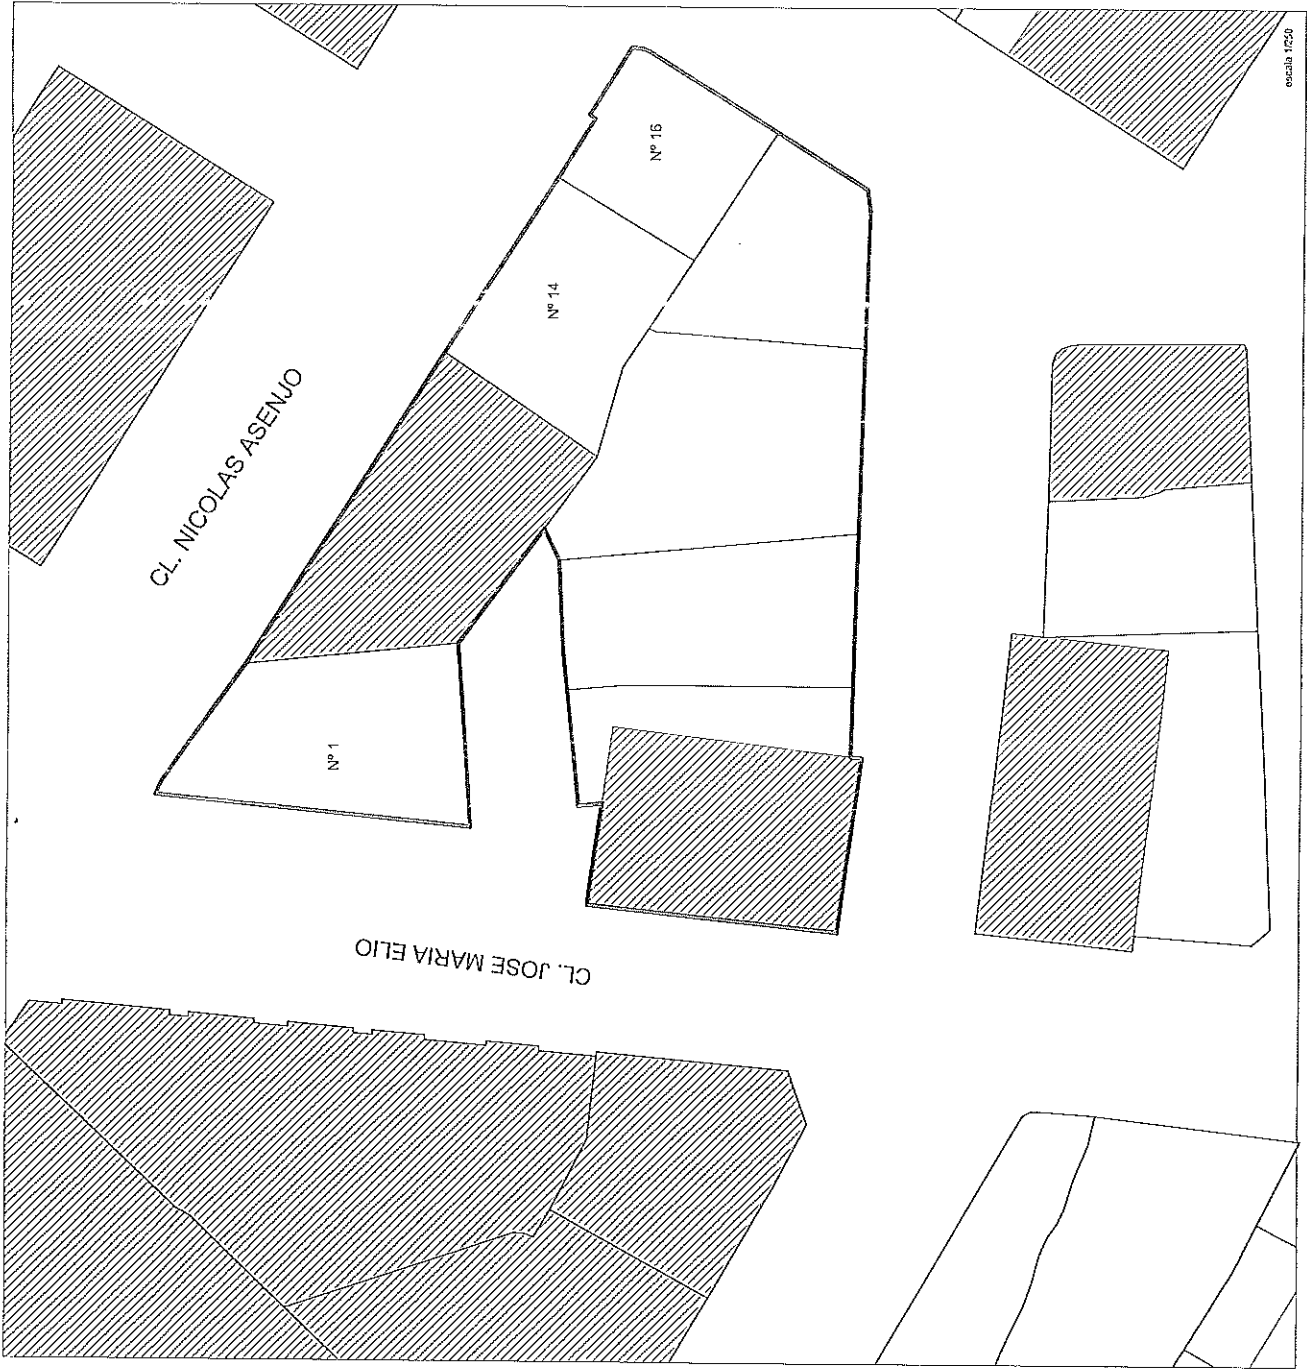 escala 1/250
Nº 16
Nº 14
CL. NICOLAS ASENJO
Nº 1
CL. JOSE MARIA ELIO